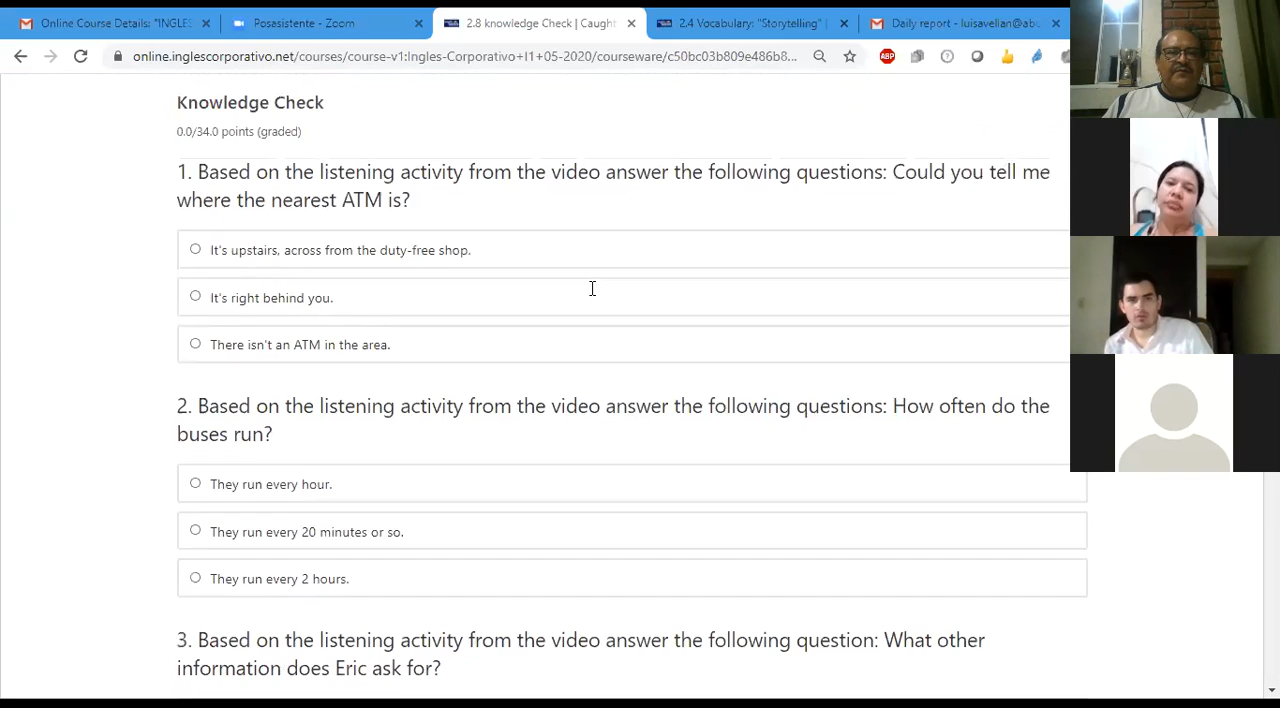 Online Course Details: "INGLES
Posasistente - Zoom
2.8 knowledge Check | Caught
2.4 Vocabulary: "Storytelling" |
Daily report - luisavelian@abu
online.inglescorporativo.net/courses/course-v1:Ingles-Corporativo+I1+05-2020/courseware/c50bc03b809e486b8...
ABP
Knowledge Check
0.0/34.0 points (graded)
1. Based on the listening activity from the video answer the following questions: Could you tell me
where the nearest ATM is?
It's upstairs, across from the duty-free shop.
It's right behind you.
There isn't an ATM in the area.
2. Based on the listening activity from the video answer the following questions: How often do the
buses run?
They run every hour.
They run every 20 minutes or so.
They run every 2 hours.
3. Based on the listening activity from the video answer the following question: What other
information does Eric ask for?